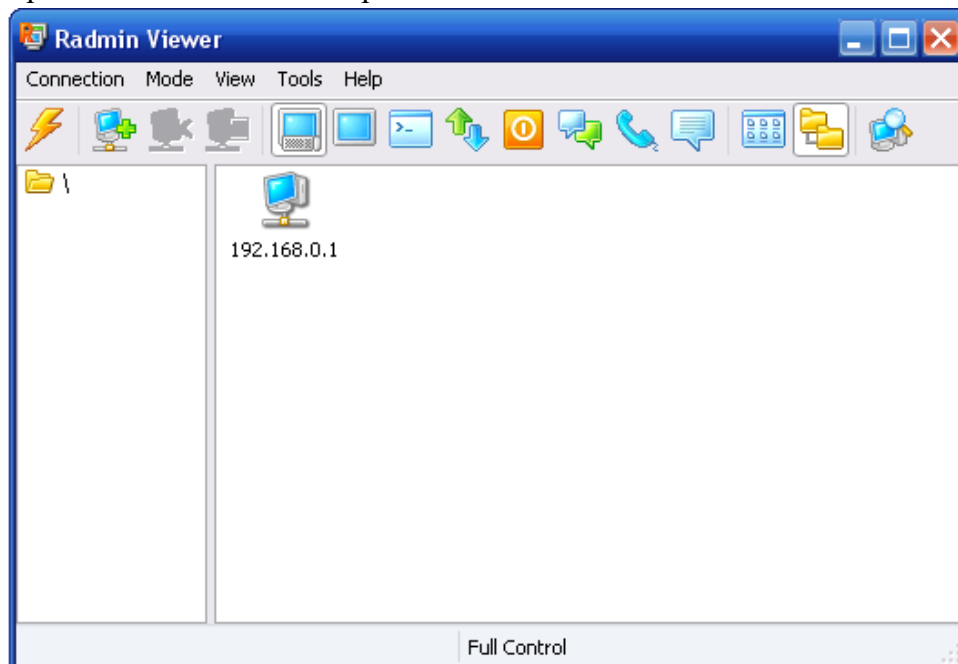 Radmin Viewer
Connection Mode View Tools Help
\
192.168.0.1
Full Control